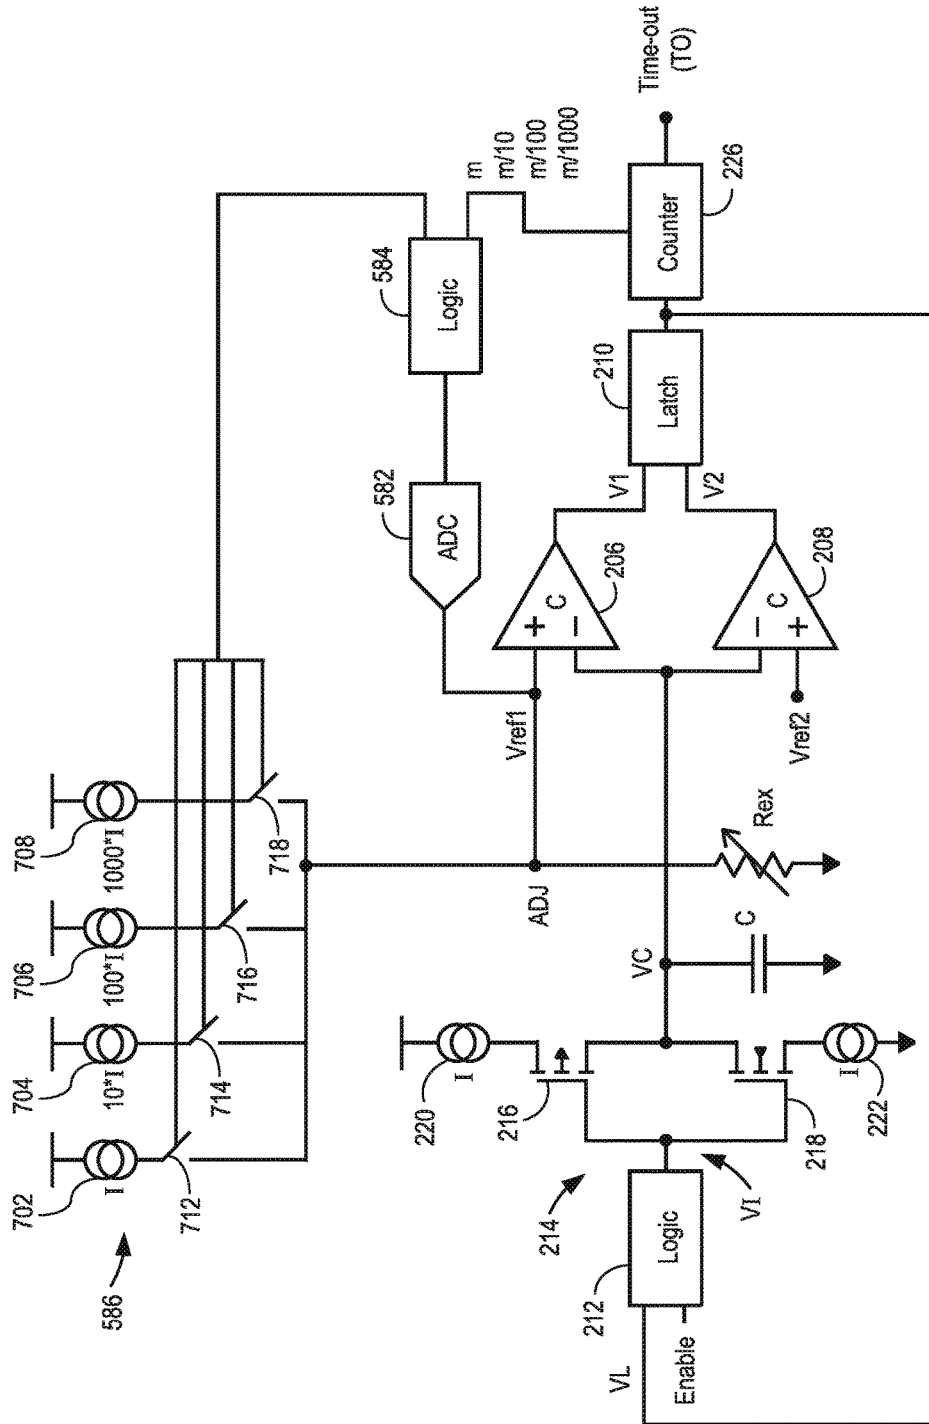 586
702
I
712
704
10*I
714
706
100*I
716
708
1000*I
718
ADC
582
Logic
584
m
m/10
m/100
m/1000
Vref1
ADJ
Rex
+
−
C
206
V1
−
+
C
208
V2
Vref2
Latch
210
Counter
226
Time-out
(TO)
VC
C
220
I
216
214
218
VI
222
I
Logic
212
VL
Enable